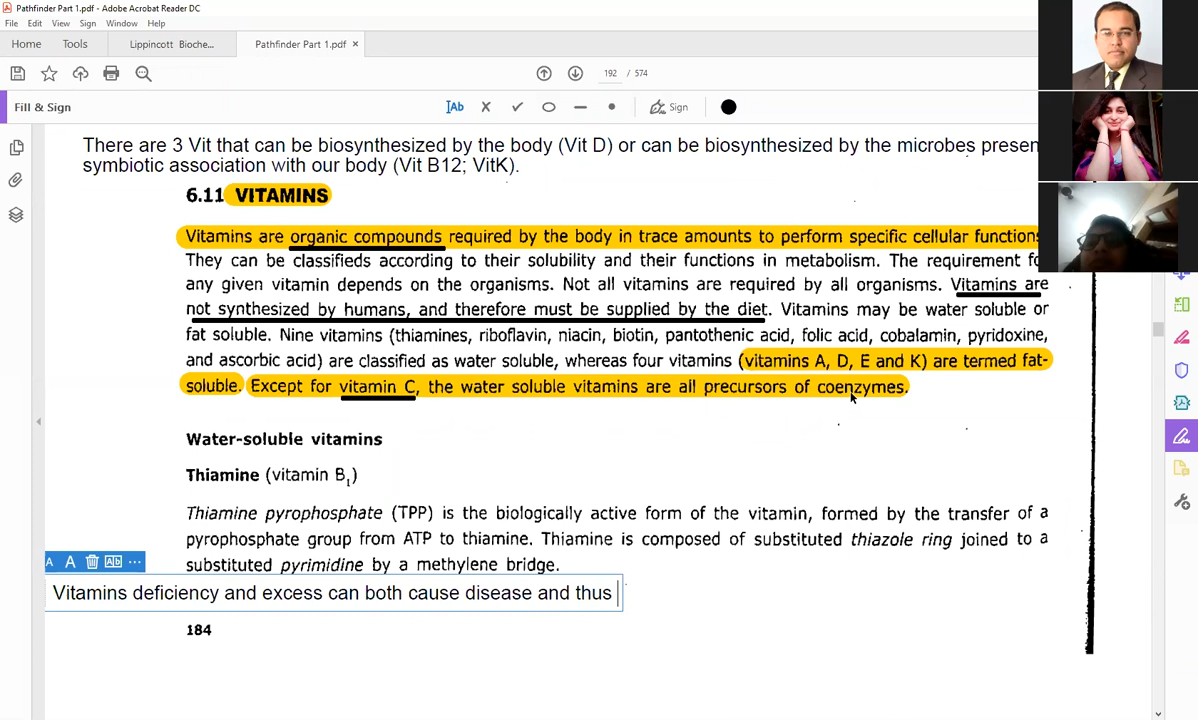 Pathfinder Part 1.pdf - Adobe Acrobat Reader DC
File Edit View Sign Window Help
Home Tools Lippincott Bioche... Pathfinder Part 1.pdf ×
192 / 574
Fill & Sign
Ab Sign
There are 3 Vit that can be biosynthesized by the body (Vit D) or can be biosynthesized by the microbes presen
symbiotic association with our body (Vit B12; VitK).
6.11 VITAMINS
Vitamins are organic compounds required by the body in trace amounts to perform specific cellular functions
They can be classifieds according to their solubility and their functions in metabolism. The requirement fo
any given vitamin depends on the organisms. Not all vitamins are required by all organisms. Vitamins are
not synthesized by humans, and therefore must be supplied by the diet. Vitamins may be water soluble or
fat soluble. Nine vitamins (thiamines, riboflavin, niacin, biotin, pantothenic acid, folic acid, cobalamin, pyridoxine,
and ascorbic acid) are classified as water soluble, whereas four vitamins (vitamins A, D, E and K) are termed fat-
soluble. Except for vitamin C, the water soluble vitamins are all precursors of coenzymes.
Water-soluble vitamins
Thiamine (vitamin B1)
Thiamine pyrophosphate (TPP) is the biologically active form of the vitamin, formed by the transfer of a
pyrophosphate group from ATP to thiamine. Thiamine is composed of substituted thiazole ring joined to a
substituted pyrimidine by a methylene bridge.
A A Ab ...
Vitamins deficiency and excess can both cause disease and thus
184